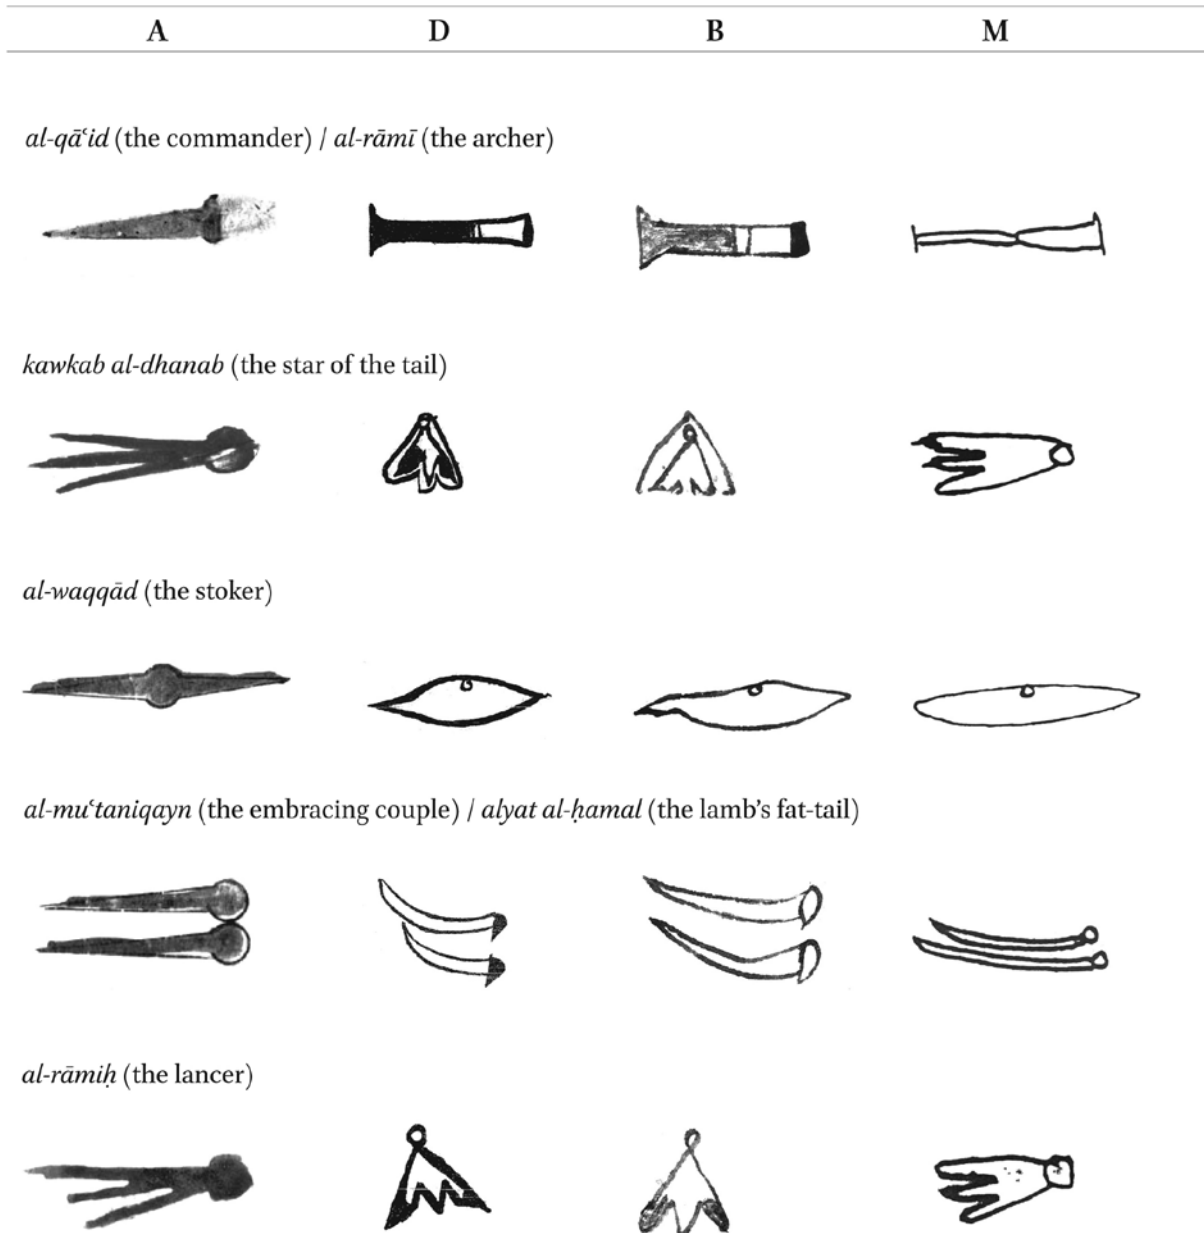 A D B M
al-qāʿid (the commander) / al-rāmī (the archer)
kawkab al-dhanab (the star of the tail)
al-waqqād (the stoker)
al-muʿtaniqayn (the embracing couple) / alyat al-ḥamal (the lamb’s fat-tail)
al-rāmiḥ (the lancer)